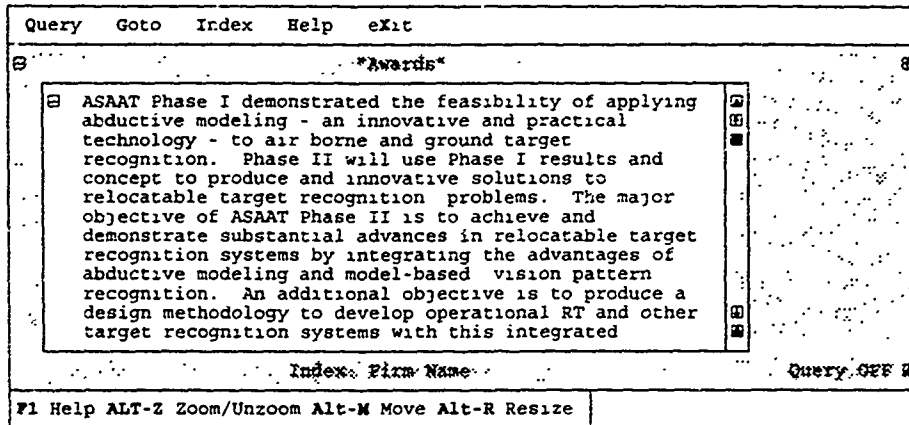 Query Goto Index Help eXit
*Awards*
ASAAT Phase I demonstrated the feasibility of applying
abductive modeling - an innovative and practical
technology - to air borne and ground target
recognition. Phase II will use Phase I results and
concept to produce and innovative solutions to
relocatable target recognition problems. The major
objective of ASAAT Phase II is to achieve and
demonstrate substantial advances in relocatable target
recognition systems by integrating the advantages of
abductive modeling and model-based vision pattern
recognition. An additional objective is to produce a
design methodology to develop operational RT and other
target recognition systems with this integrated
Index: Firm Name Query OFF
F1 Help ALT-Z Zoom/Unzoom Alt-M Move Alt-R Resize